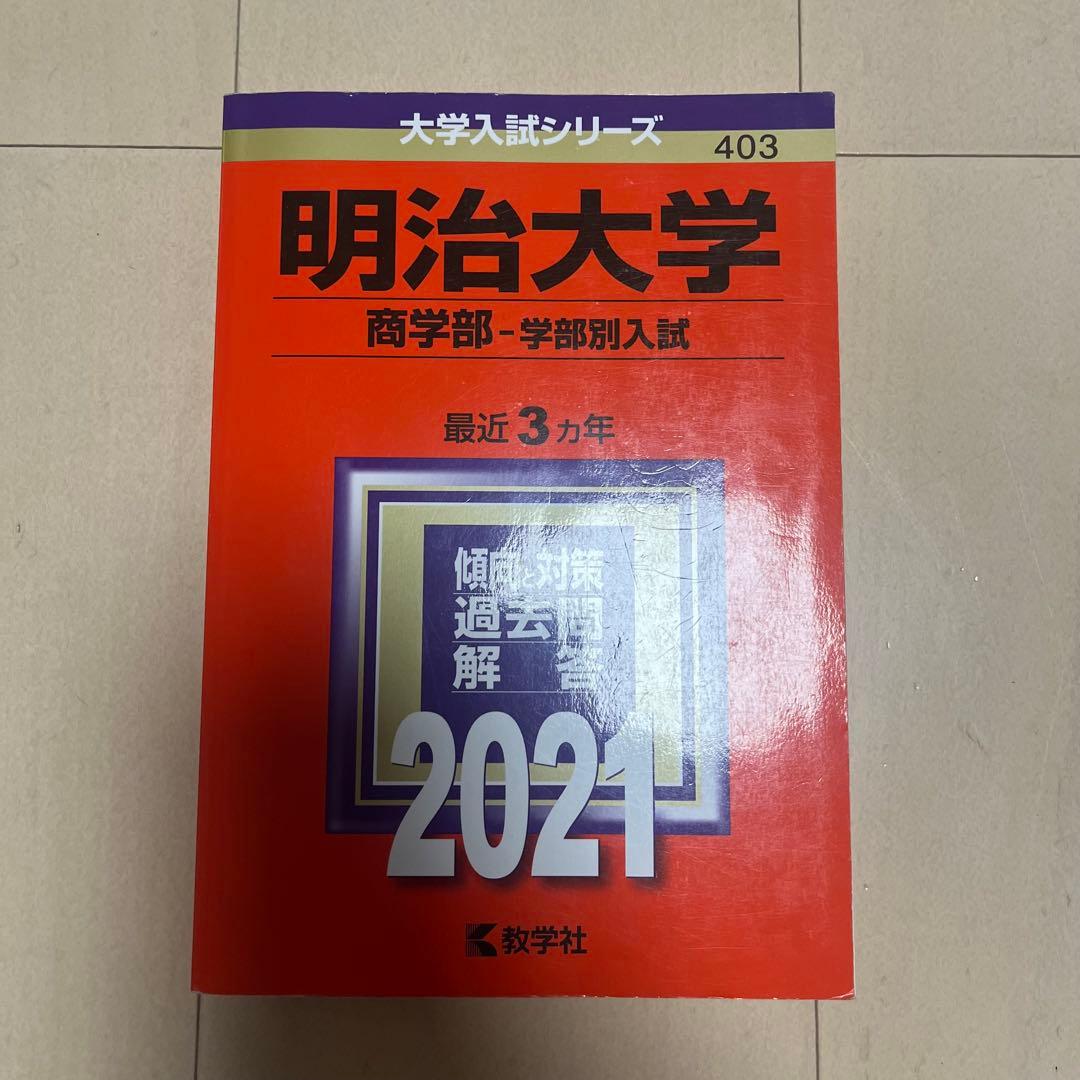 大学入試シリーズ
403
明治大学
商学部-学部別入試
最近3ヵ年
傾向と対策
過去問
解答
2021
教学社